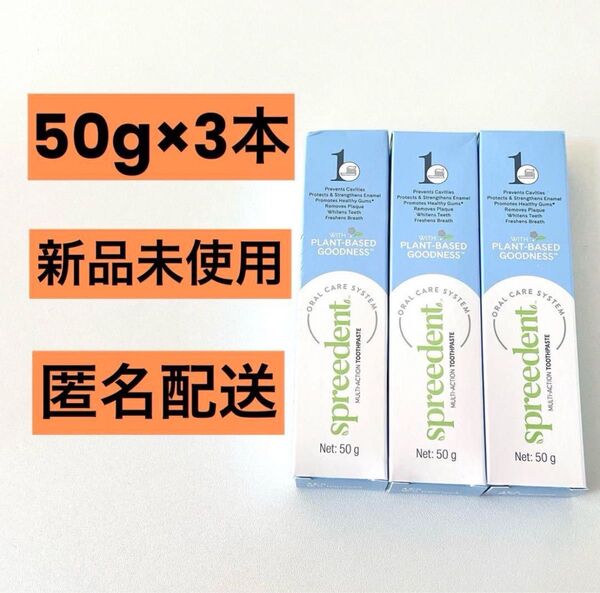 50g×3本
新品未使用
匿名配送
1
Prevents Cavities
Protects & Strengthens Enamel
Promotes Healthy Gums*
Removes Plaque
Whitens Teeth
Freshens Breath
WITH
PLANT-BASED
GOODNESS™
ORAL CARE SYSTEM
spreedent
MULTI-ACTION TOOTHPASTE
Net: 50 g
1
Prevents Cavities
Protects & Strengthens Enamel
Promotes Healthy Gums*
Removes Plaque
Whitens Teeth
Freshens Breath
WITH
PLANT-BASED
GOODNESS™
ORAL CARE SYSTEM
spreedent
MULTI-ACTION TOOTHPASTE
Net: 50 g
1
Prevents Cavities
Protects & Strengthens Enamel
Promotes Healthy Gums*
Removes Plaque
Whitens Teeth
Freshens Breath
WITH
PLANT-BASED
GOODNESS™
ORAL CARE SYSTEM
spreedent
MULTI-ACTION TOOTHPASTE
Net: 50 g